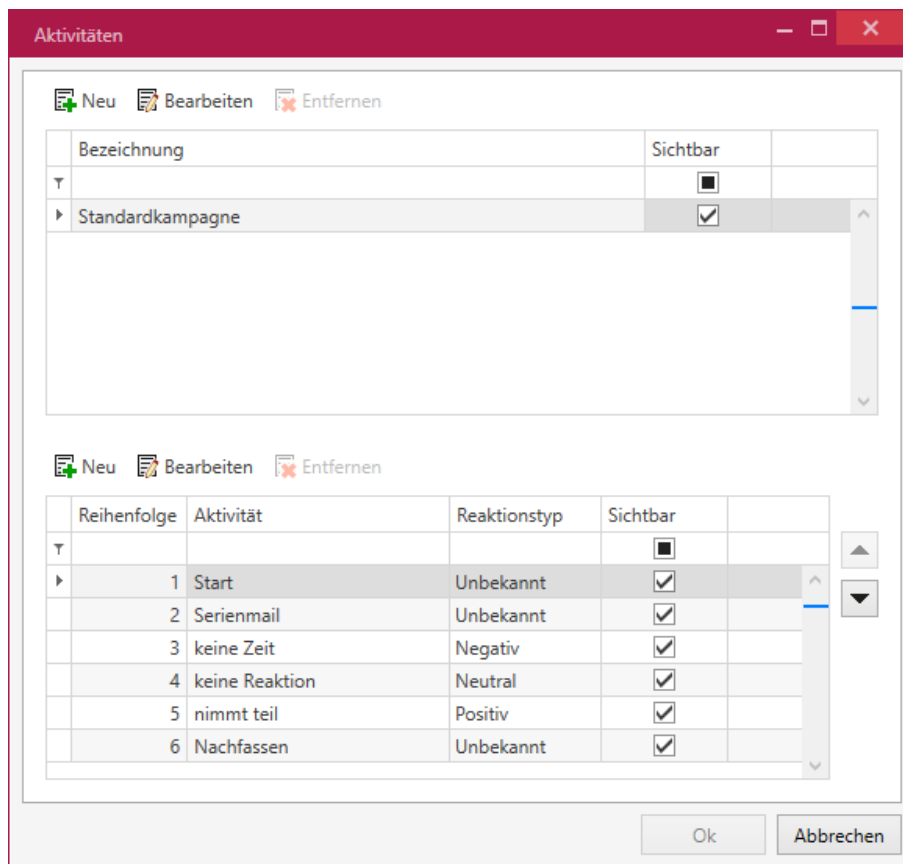 Aktivitäten
Neu Bearbeiten Entfernen
Bezeichnung Sichtbar
Standardkampagne
Neu Bearbeiten Entfernen
Reihenfolge Aktivität Reaktionstyp Sichtbar
1 Start Unbekannt
2 Serienmail Unbekannt
3 keine Zeit Negativ
4 keine Reaktion Neutral
5 nimmt teil Positiv
6 Nachfassen Unbekannt
Ok Abbrechen